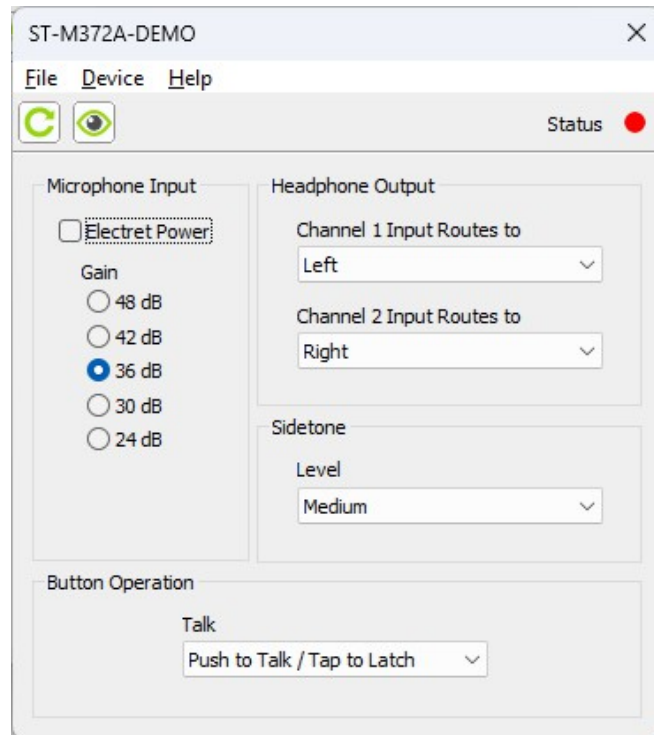 ST-M372A-DEMO
File Device Help
Status
Microphone Input
Electret Power
Gain
48 dB
42 dB
36 dB
30 dB
24 dB
Headphone Output
Channel 1 Input Routes to
Left
Channel 2 Input Routes to
Right
Sidetone
Level
Medium
Button Operation
Talk
Push to Talk / Tap to Latch